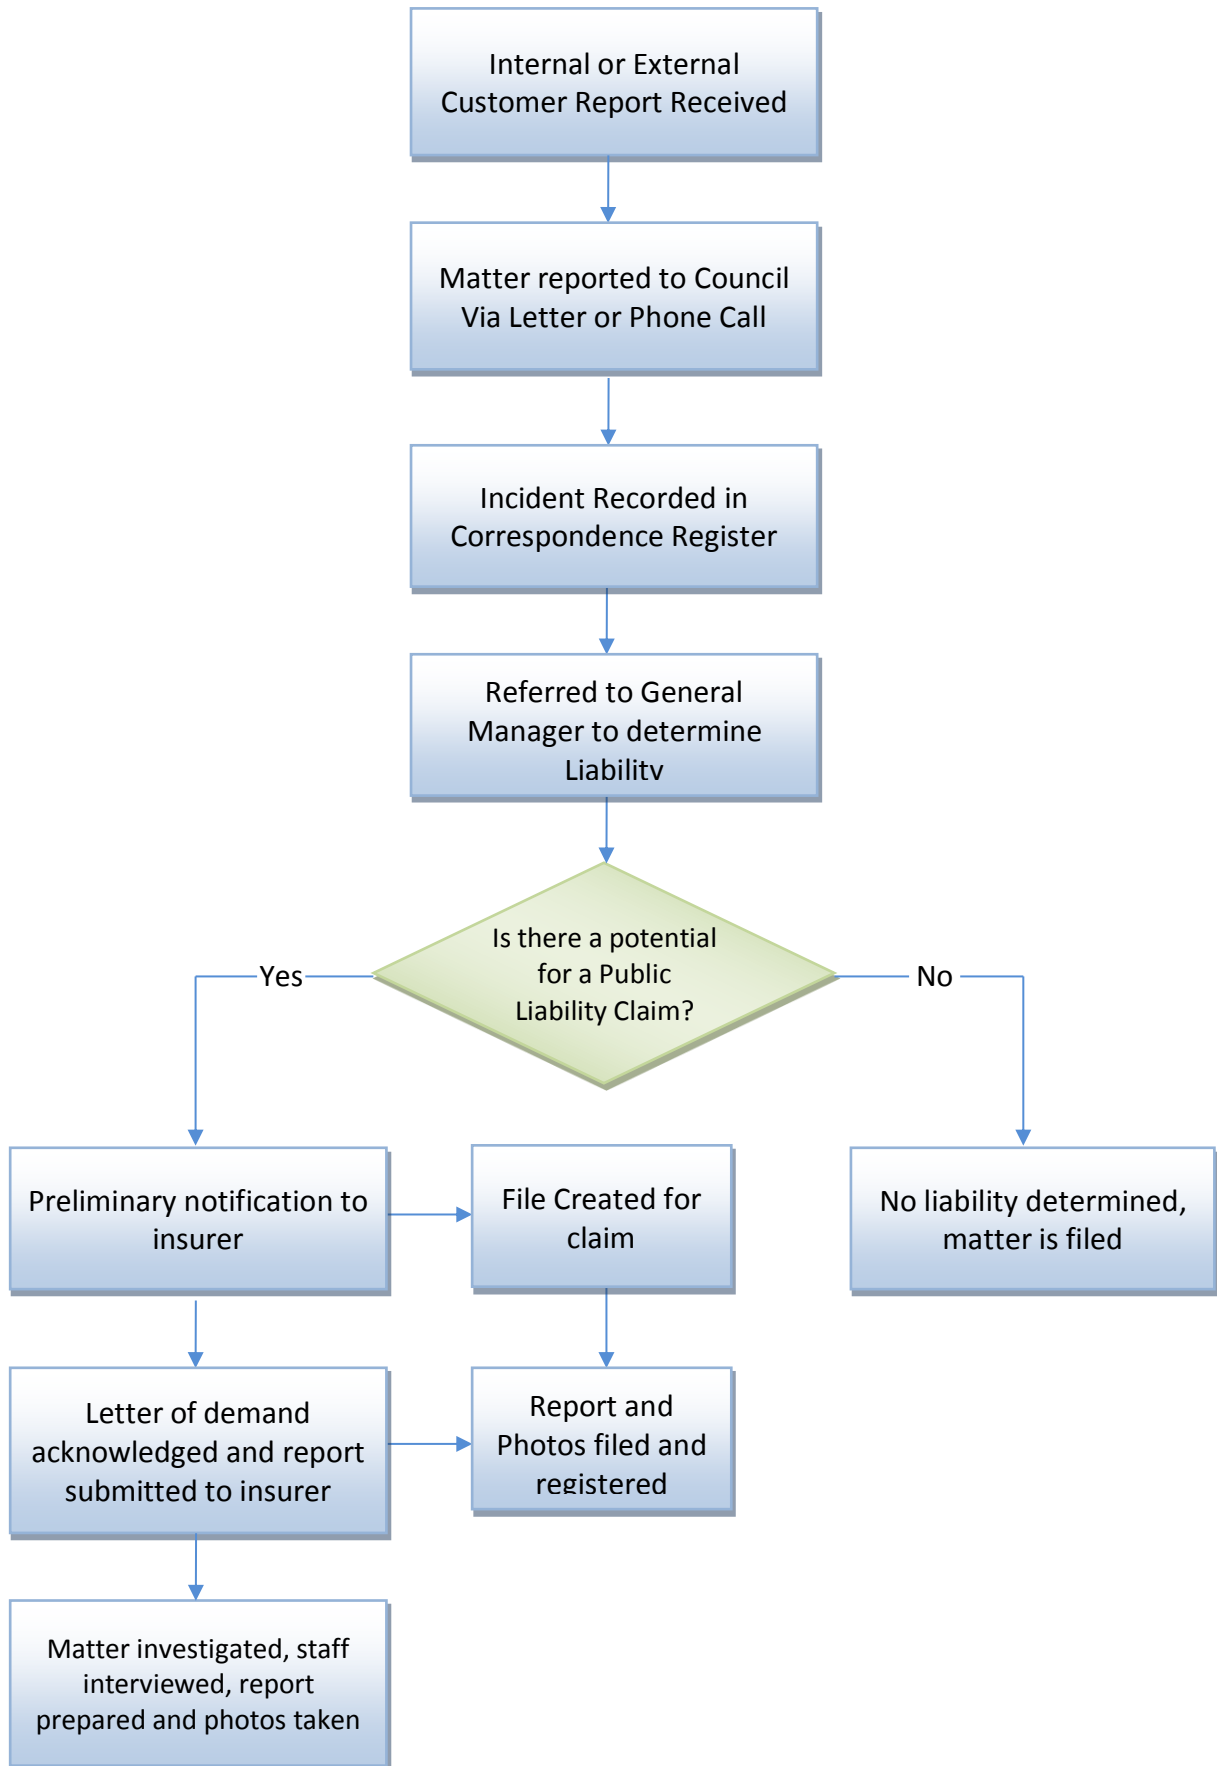 Internal or External
Customer Report Received
Matter reported to Council
Via Letter or Phone Call
Incident Recorded in
Correspondence Register
Referred to General
Manager to determine
Liability
Is there a potential
for a Public
Liability Claim?
Yes
No
Preliminary notification to
insurer
File Created for
claim
No liability determined,
matter is filed
Letter of demand
acknowledged and report
submitted to insurer
Report and
Photos filed and
registered
Matter investigated, staff
interviewed, report
prepared and photos taken